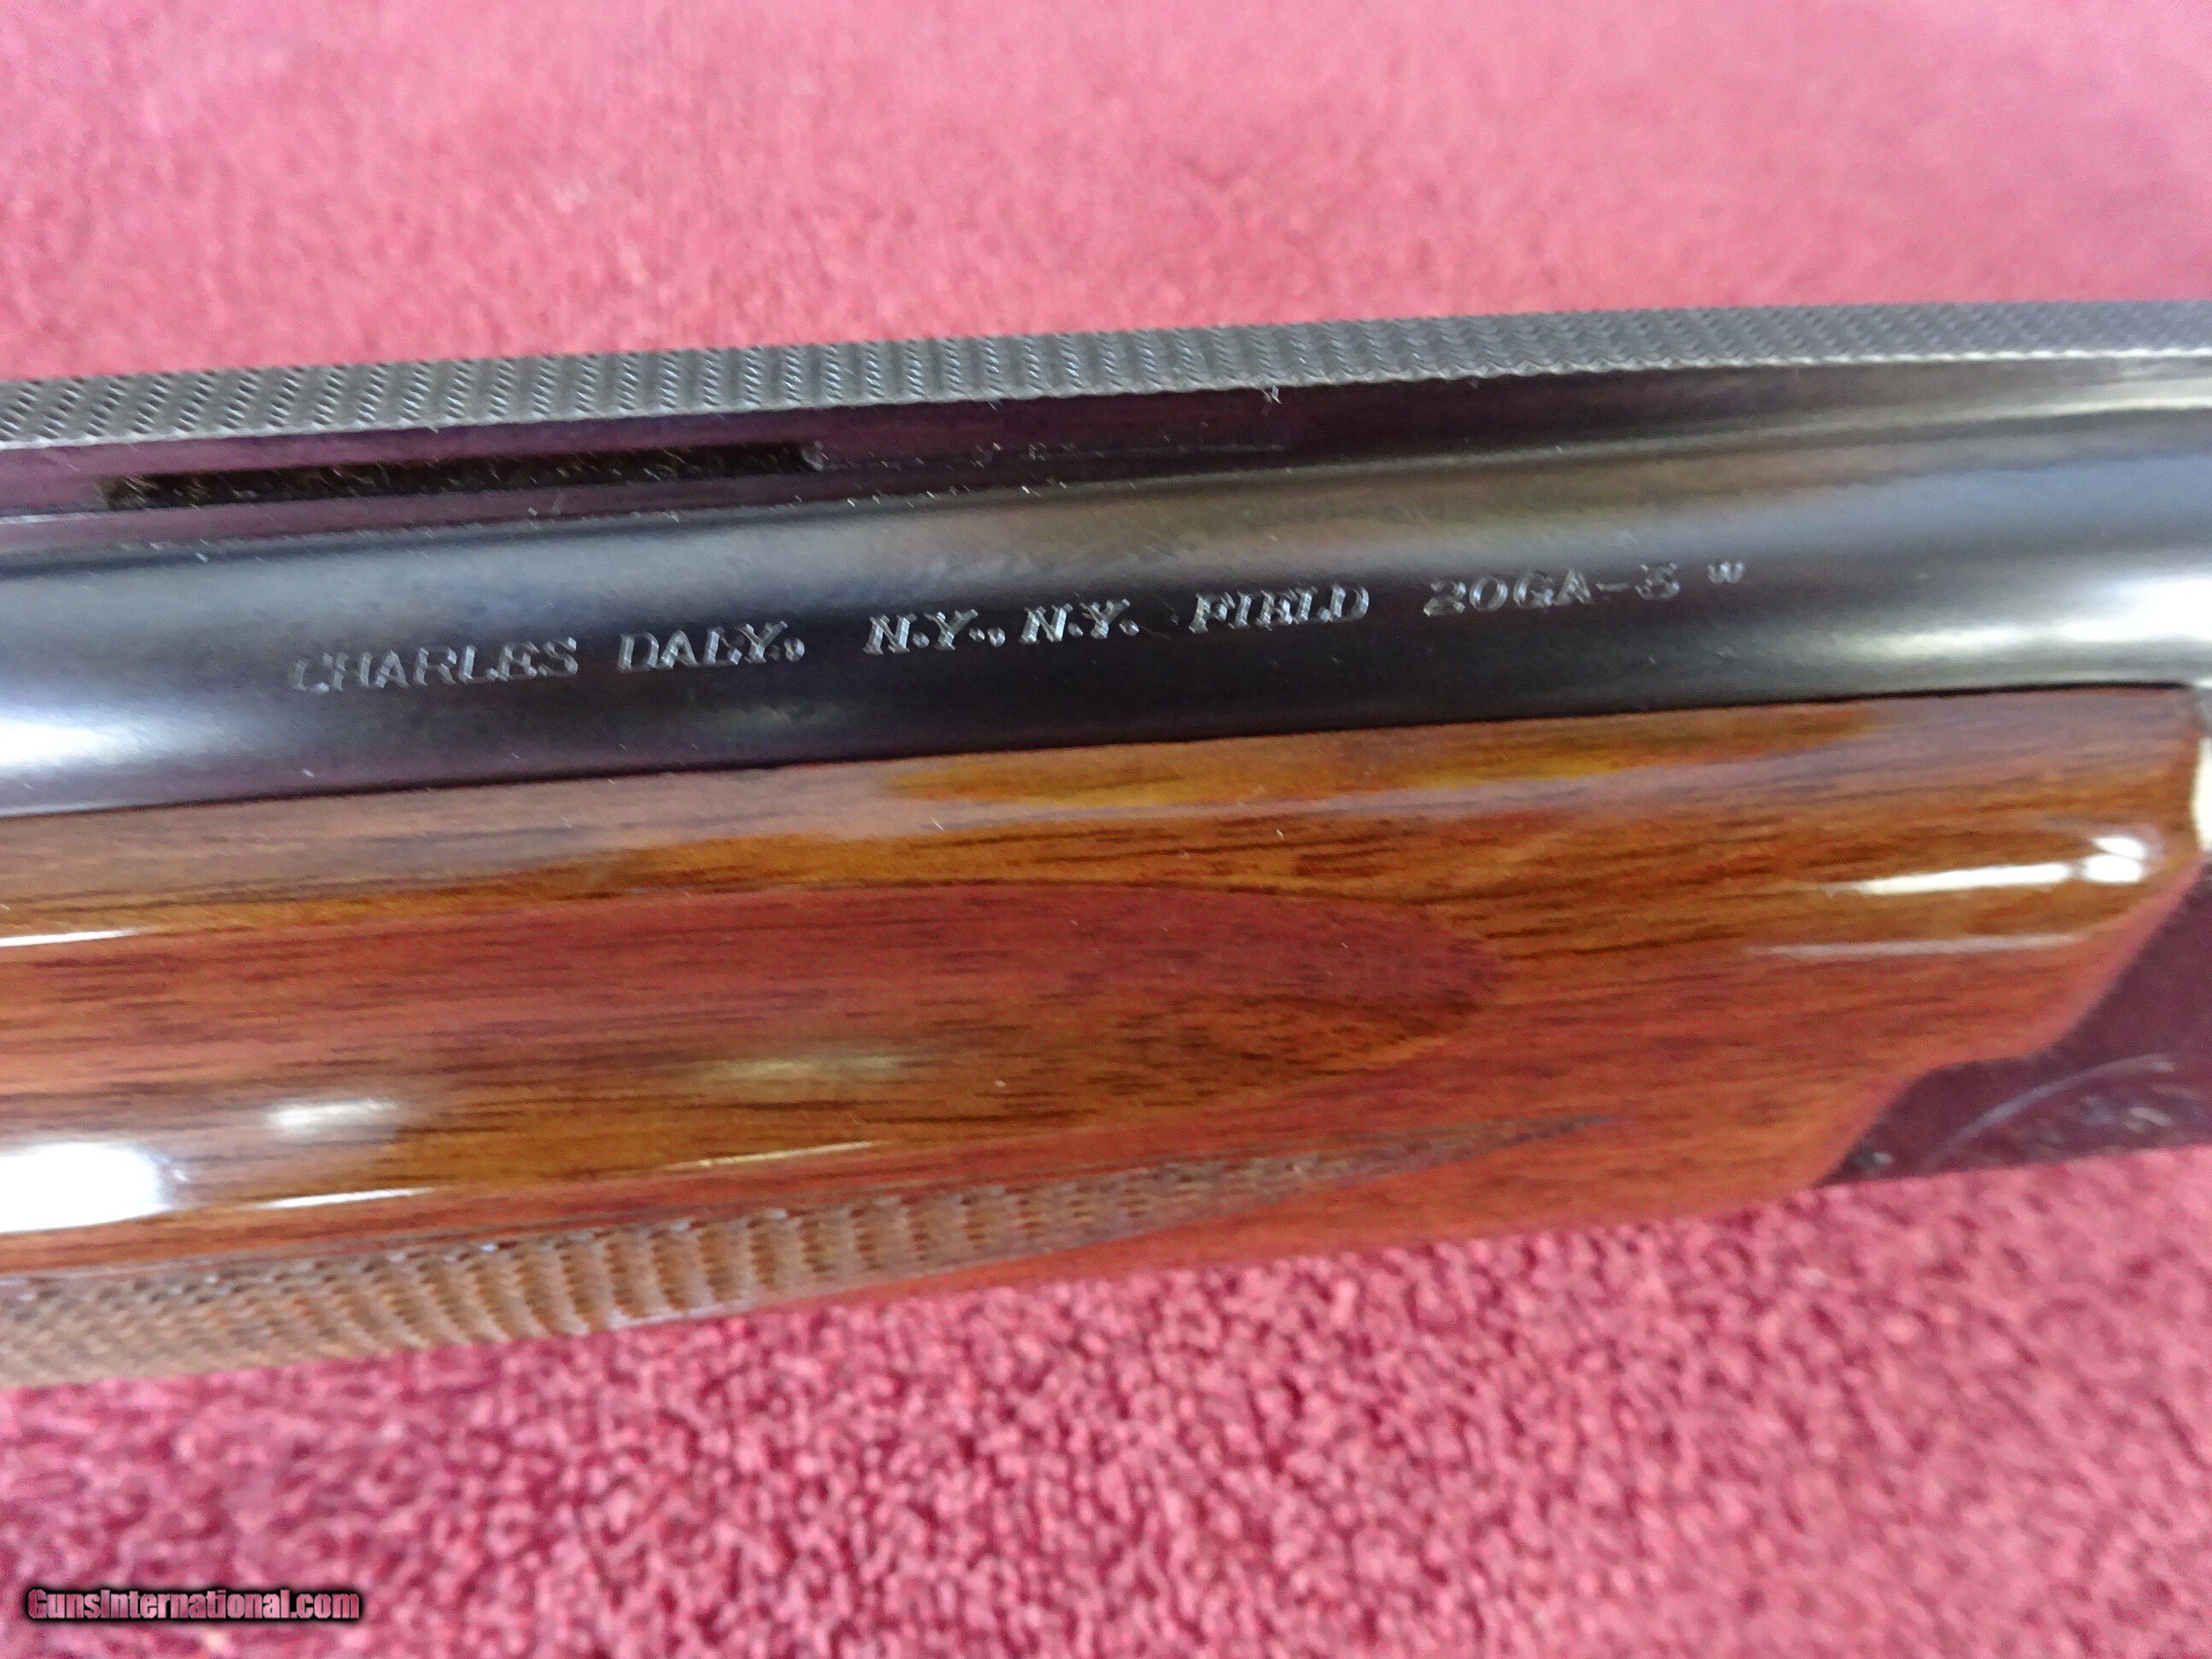 CHARLES DALY, N.Y., N.Y. FIELD 20GA-3"
GunsInternational.com